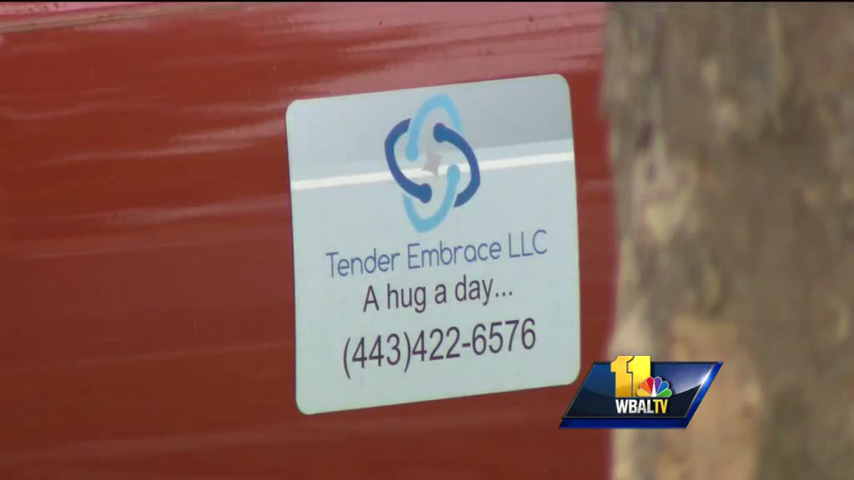 Tender Embrace LLC
A hug a day...
(443)422-6576
11
WBALTV